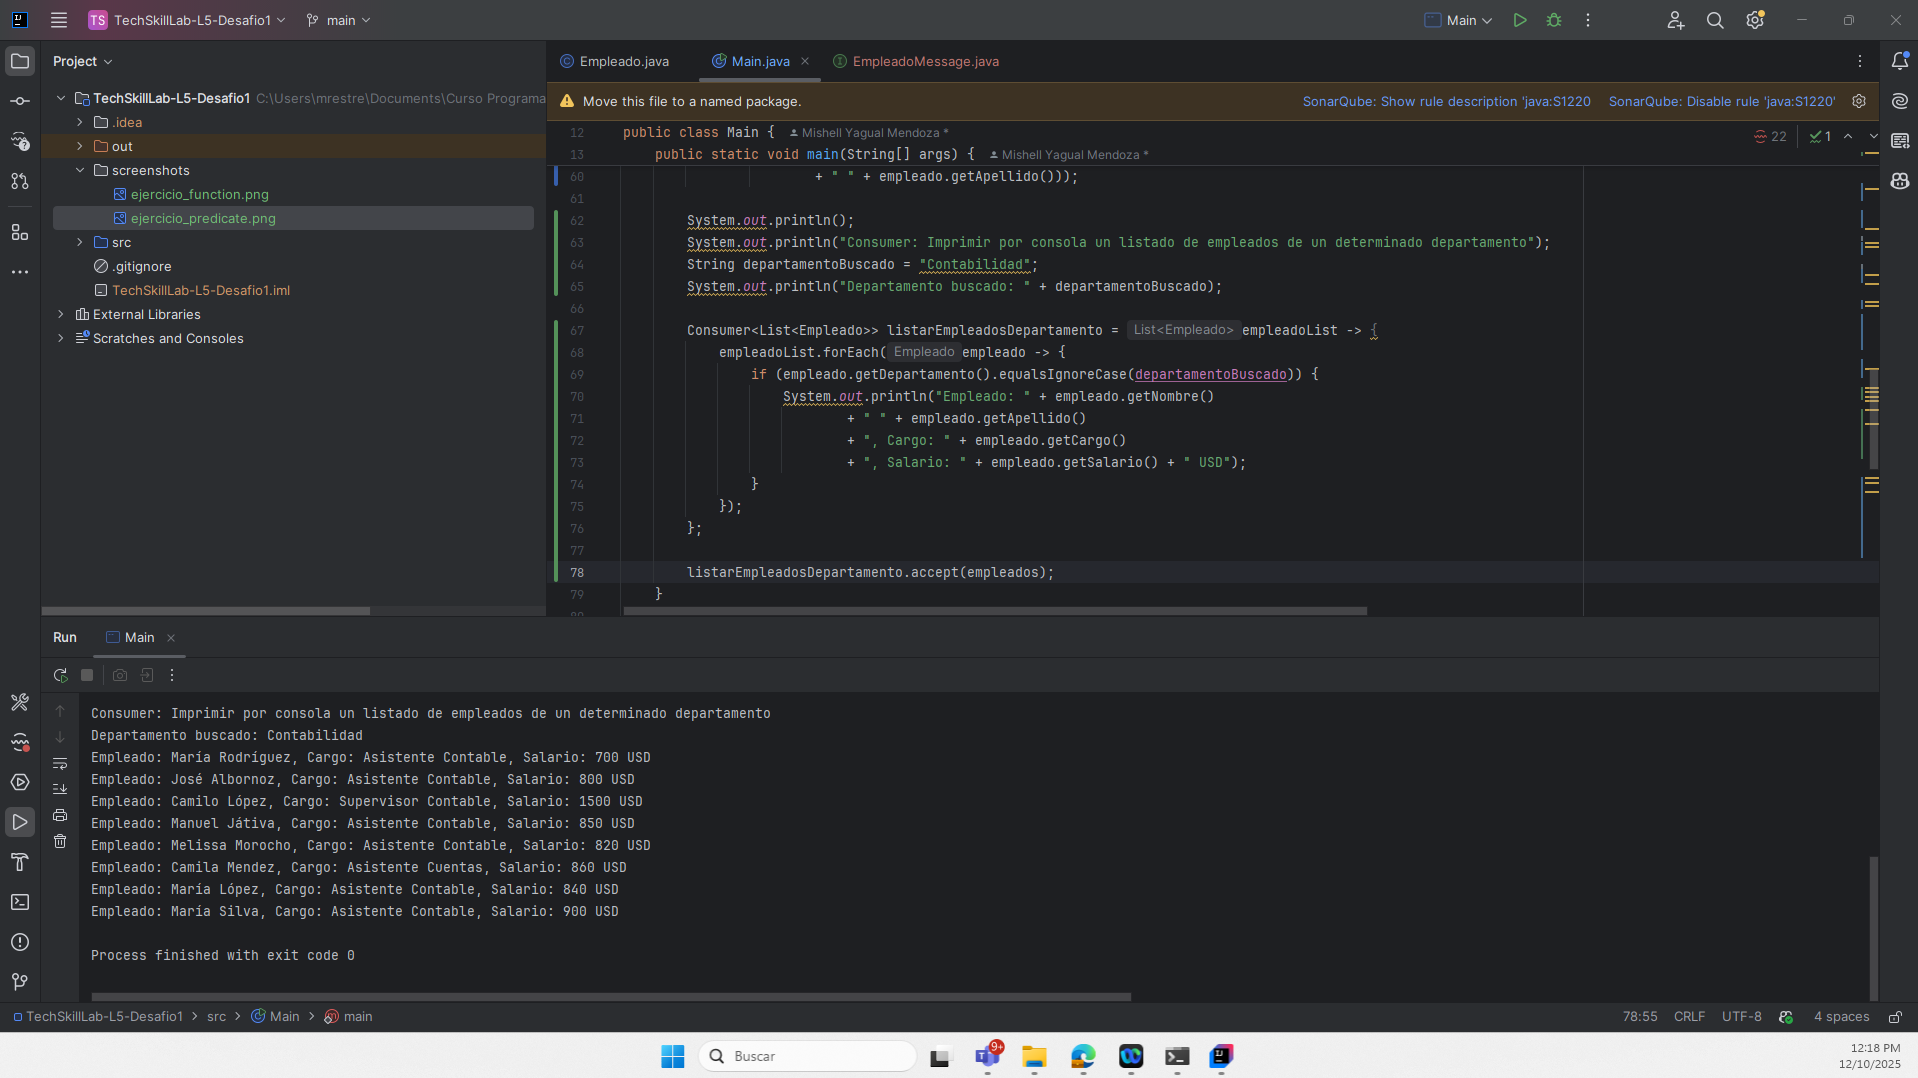 TS TechSkillLab-L5-Desafio1 main Main
Project
Empleado.java Main.java EmpleadoMessage.java
TechSkillLab-L5-Desafio1 C:\Users\mrestre\Documents\Curso Programa
.idea
out
screenshots
ejercicio_function.png
ejercicio_predicate.png
src
.gitignore
TechSkillLab-L5-Desafio1.iml
External Libraries
Scratches and Consoles
Move this file to a named package. SonarQube: Show rule description 'java:S1220 SonarQube: Disable rule 'java:S1220'
22 1
12 public class Main { Mishell Yagual Mendoza *
13 public static void main(String[] args) { Mishell Yagual Mendoza *
60 + " " + empleado.getApellido()));
61
62 System.out.println();
63 System.out.println("Consumer: Imprimir por consola un listado de empleados de un determinado departamento");
64 String departamentoBuscado = "Contabilidad";
65 System.out.println("Departamento buscado: " + departamentoBuscado);
66
67 Consumer<List<Empleado>> listarEmpleadosDepartamento = List<Empleado> empleadoList -> {
68 empleadoList.forEach( Empleado empleado -> {
69 if (empleado.getDepartamento().equalsIgnoreCase(departamentoBuscado)) {
70 System.out.println("Empleado: " + empleado.getNombre()
71 + " " + empleado.getApellido()
72 + ", Cargo: " + empleado.getCargo()
73 + ", Salario: " + empleado.getSalario() + " USD");
74 }
75 });
76 };
77
78 listarEmpleadosDepartamento.accept(empleados);
79 }
Run Main
Consumer: Imprimir por consola un listado de empleados de un determinado departamento
Departamento buscado: Contabilidad
Empleado: María Rodríguez, Cargo: Asistente Contable, Salario: 700 USD
Empleado: José Albornoz, Cargo: Asistente Contable, Salario: 800 USD
Empleado: Camilo López, Cargo: Supervisor Contable, Salario: 1500 USD
Empleado: Manuel Játiva, Cargo: Asistente Contable, Salario: 850 USD
Empleado: Melissa Morocho, Cargo: Asistente Contable, Salario: 820 USD
Empleado: Camila Mendez, Cargo: Asistente Cuentas, Salario: 860 USD
Empleado: María López, Cargo: Asistente Contable, Salario: 840 USD
Empleado: María Silva, Cargo: Asistente Contable, Salario: 900 USD
Process finished with exit code 0
TechSkillLab-L5-Desafio1 > src > Main > main 78:55 CRLF UTF-8 4 spaces
Buscar
9+
12:18 PM
12/10/2025